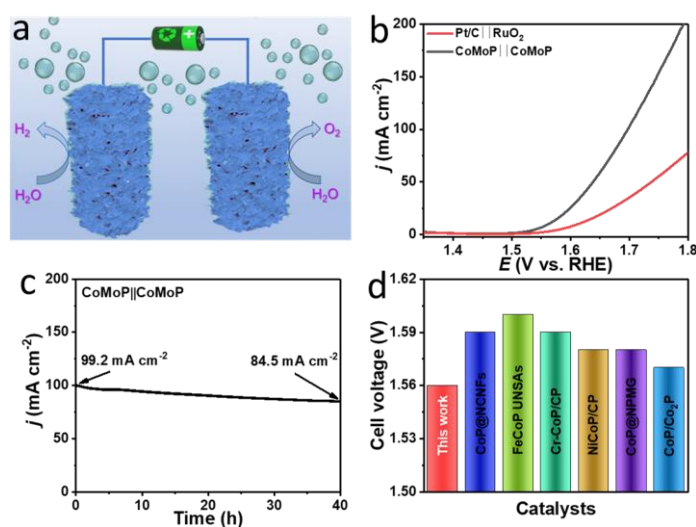 a
+
H₂
O₂
H₂O
H₂O
b
Pt/C||RuO₂
CoMoP||CoMoP
j (mA cm⁻²)
200
150
100
50
0
1.4 1.5 1.6 1.7 1.8
E (V vs. RHE)
c
CoMoP||CoMoP
99.2 mA cm⁻²
84.5 mA cm⁻²
j (mA cm⁻²)
200
150
100
50
0
0 10 20 30 40
Time (h)
d
Cell voltage (V)
1.62
1.59
1.56
1.53
1.50
This work
CoP@NCNFs
FeCoP UNSAs
Cr-CoP/CP
NiCoP/CP
CoP@NPMG
CoP/Co₂P
Catalysts